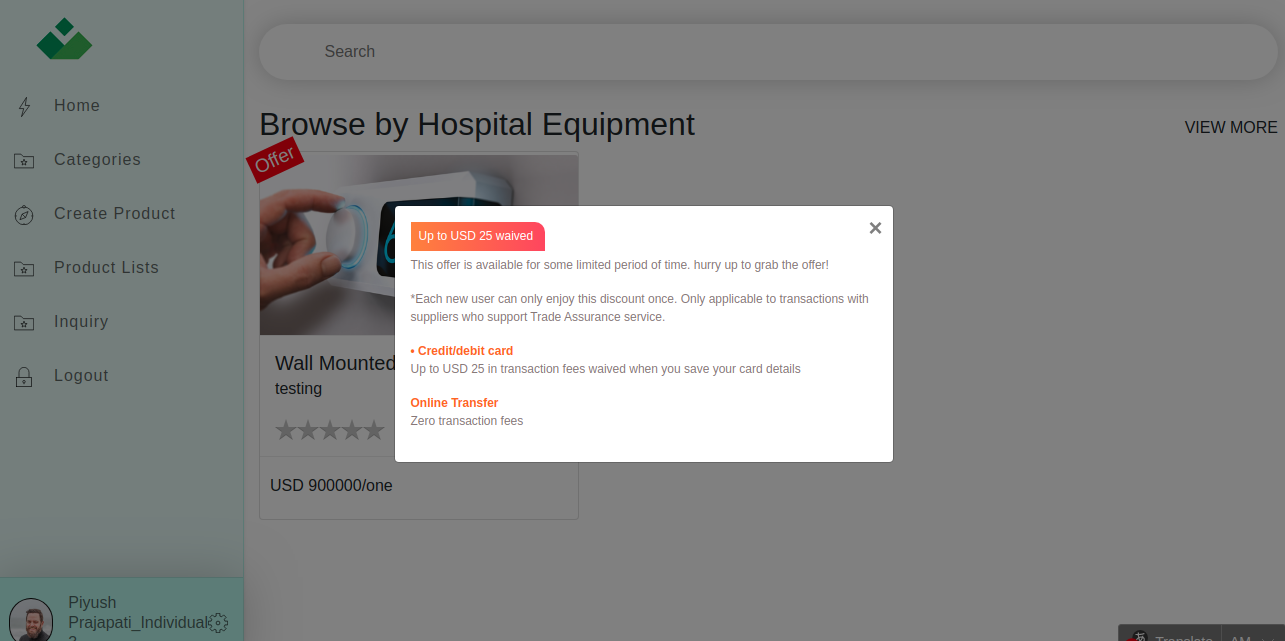 Search
Home
Categories
Create Product
Product Lists
Inquiry
Logout
Piyush
Prajapati_Individual
Browse by Hospital Equipment
VIEW MORE
Offer
Wall Mounted
testing
USD 900000/one
Up to USD 25 waived
×
This offer is available for some limited period of time. hurry up to grab the offer!
*Each new user can only enjoy this discount once. Only applicable to transactions with
suppliers who support Trade Assurance service.
• Credit/debit card
Up to USD 25 in transaction fees waived when you save your card details
Online Transfer
Zero transaction fees
Translate
AM